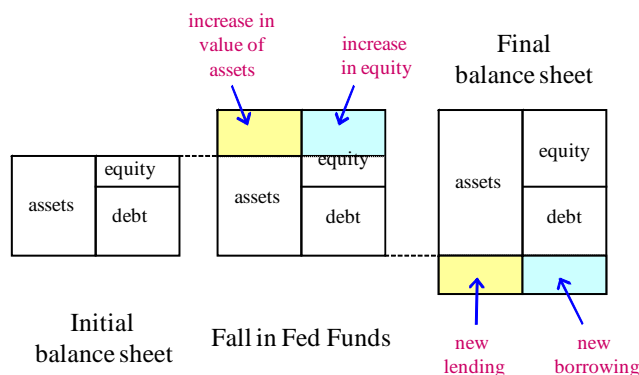 increase in
value of
assets
increase
in equity
Final
balance sheet
equity
assets
debt
equity
assets
debt
equity
assets
debt
Initial
balance sheet
Fall in Fed Funds
new
lending
new
borrowing